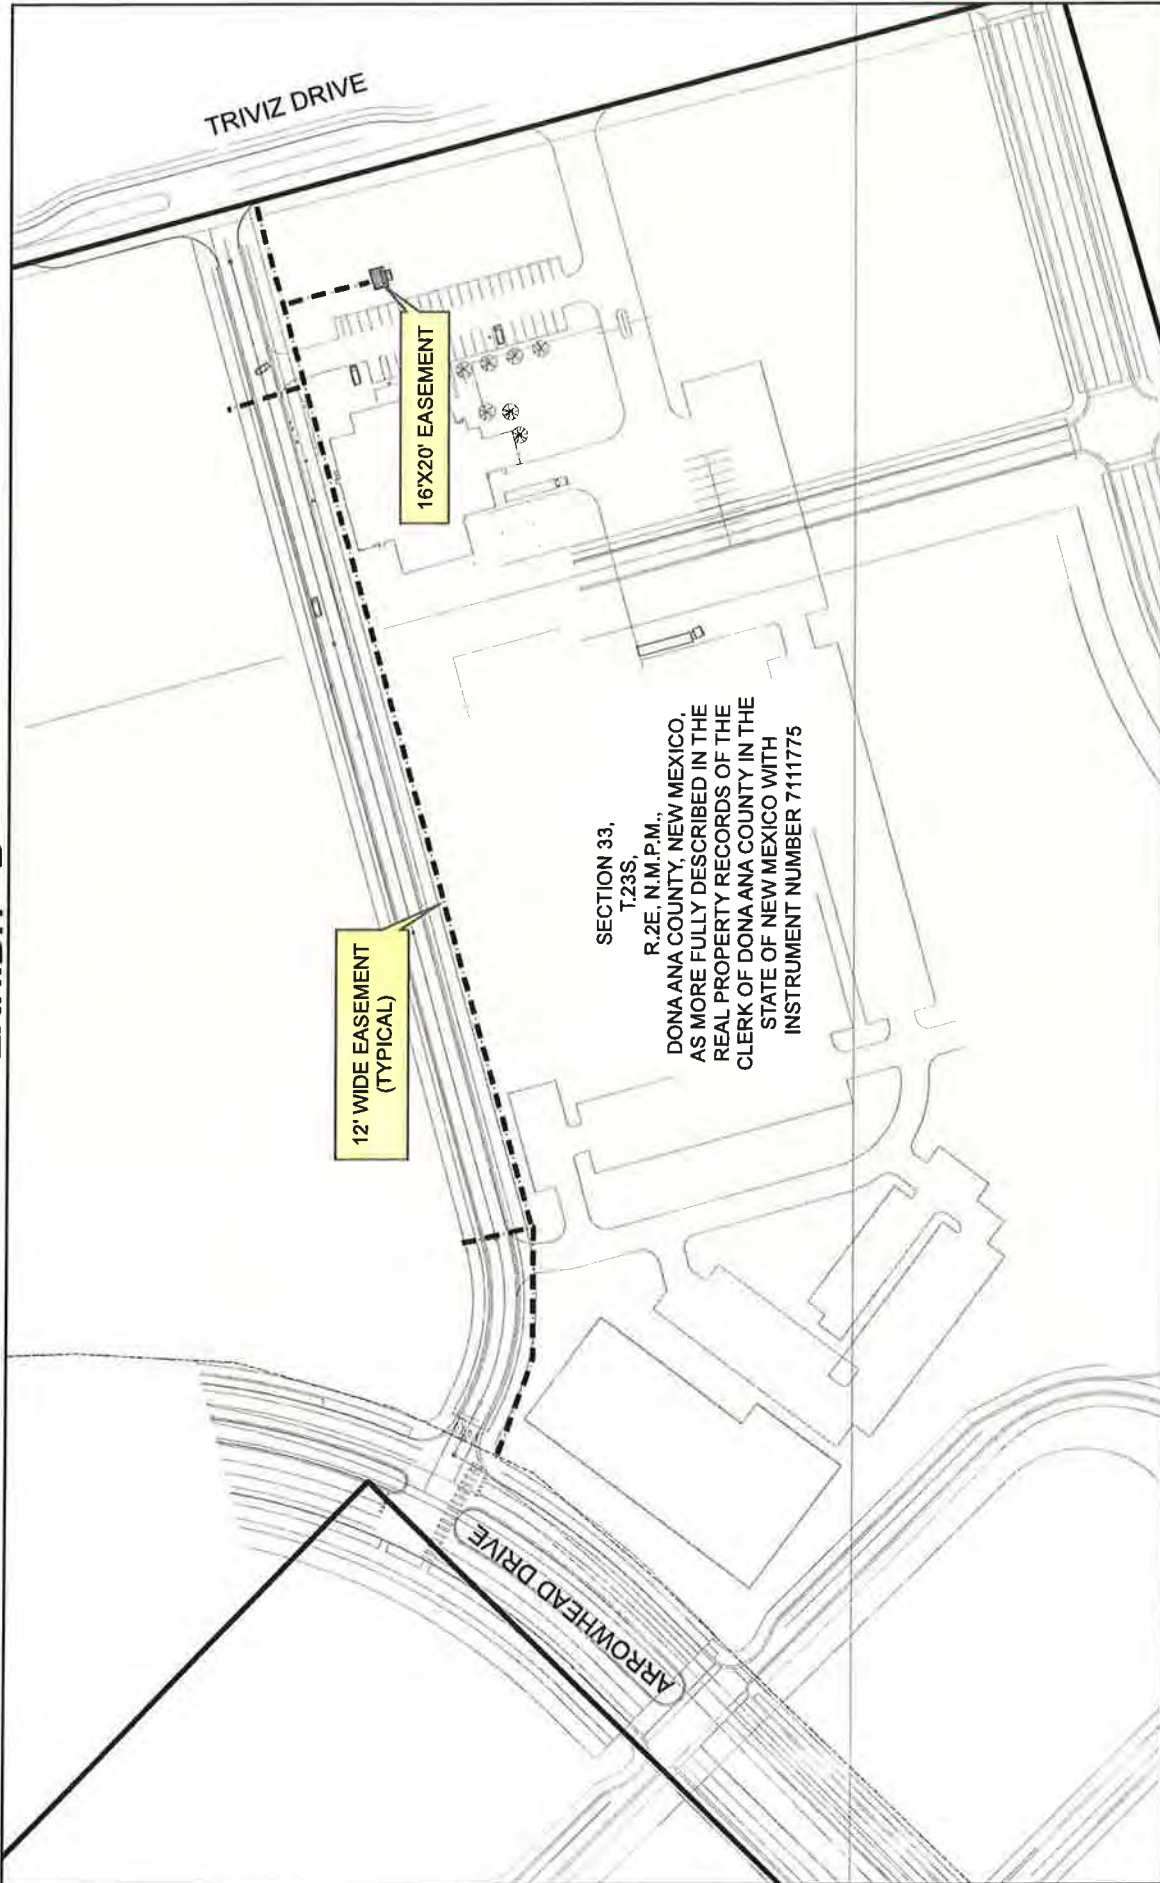 TRIVIZ DRIVE
16'X20' EASEMENT
12' WIDE EASEMENT
(TYPICAL)
SECTION 33,
T.23S,
R.2E, N.M.P.M.,
DONA ANA COUNTY, NEW MEXICO,
AS MORE FULLY DESCRIBED IN THE
REAL PROPERTY RECORDS OF THE
CLERK OF DONA ANA COUNTY IN THE
STATE OF NEW MEXICO WITH
INSTRUMENT NUMBER 7111775
ARROWHEAD DRIVE